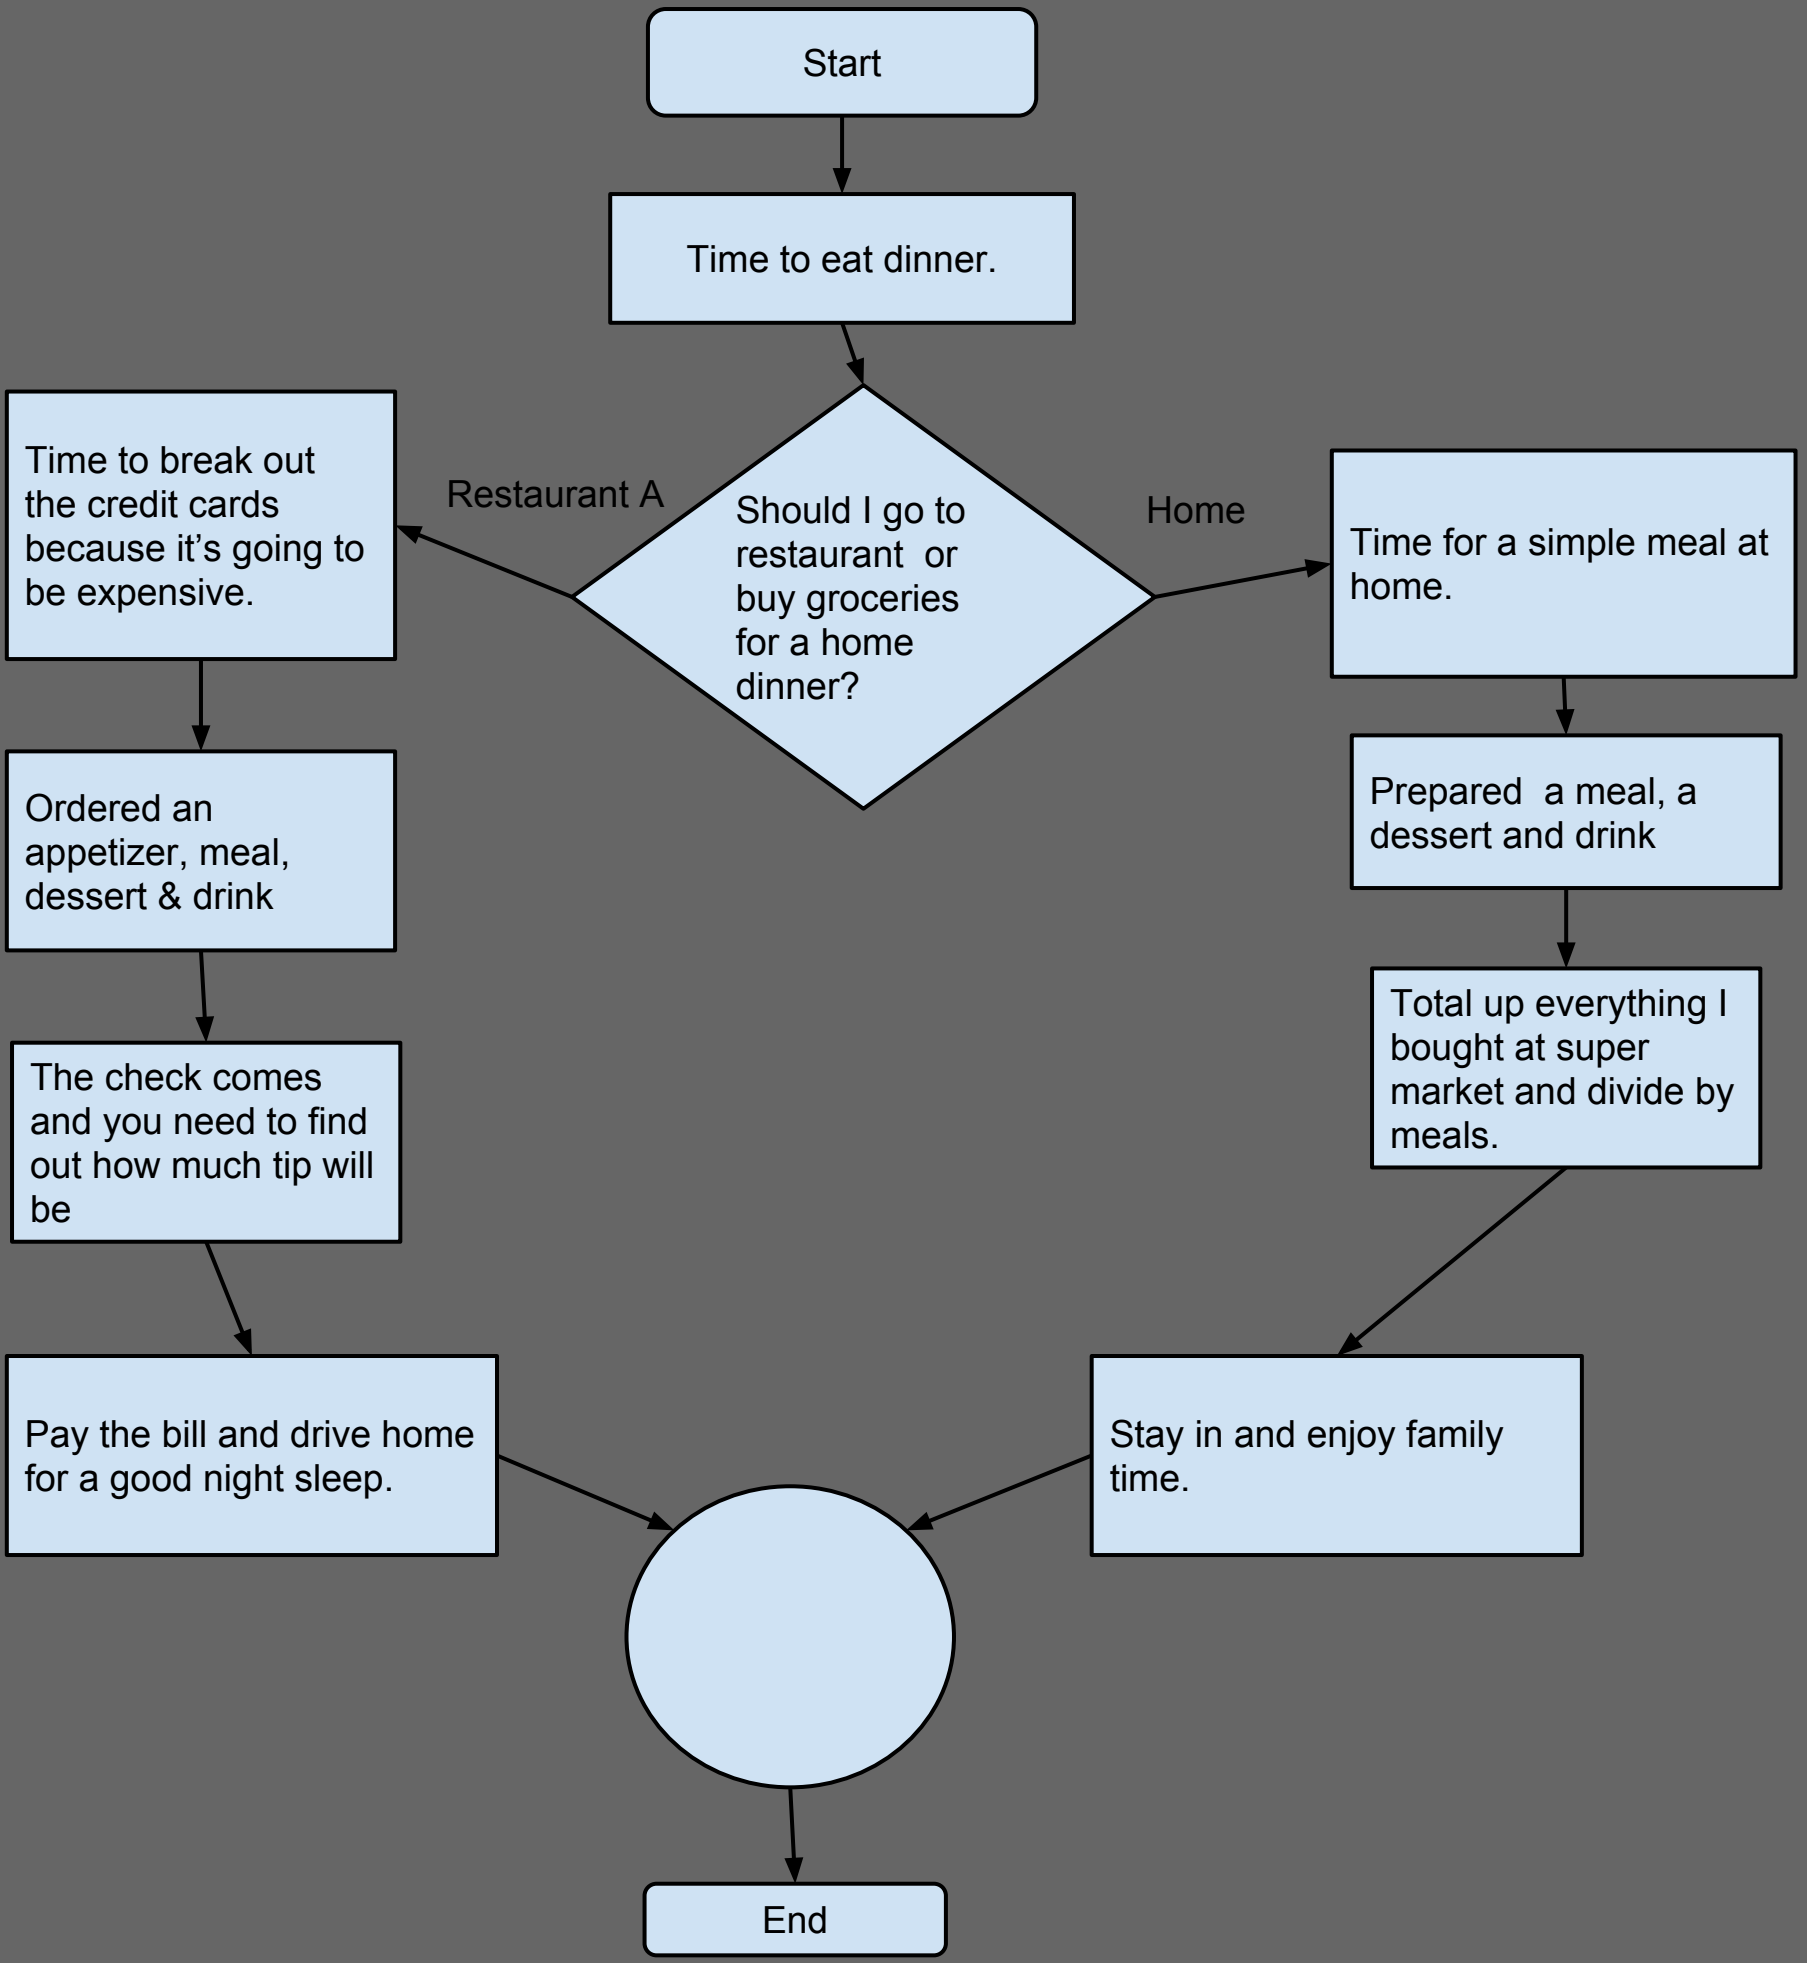 Start
Time to eat dinner.
Time to break out
the credit cards
because it’s going to
be expensive.
Restaurant A
Should I go to
restaurant  or
buy groceries
for a home
dinner?
Home
Time for a simple meal at
home.
Ordered an
appetizer, meal,
dessert & drink
Prepared  a meal, a
dessert and drink
The check comes
and you need to find
out how much tip will
be
Total up everything I
bought at super
market and divide by
meals.
Pay the bill and drive home
for a good night sleep.
Stay in and enjoy family
time.
End